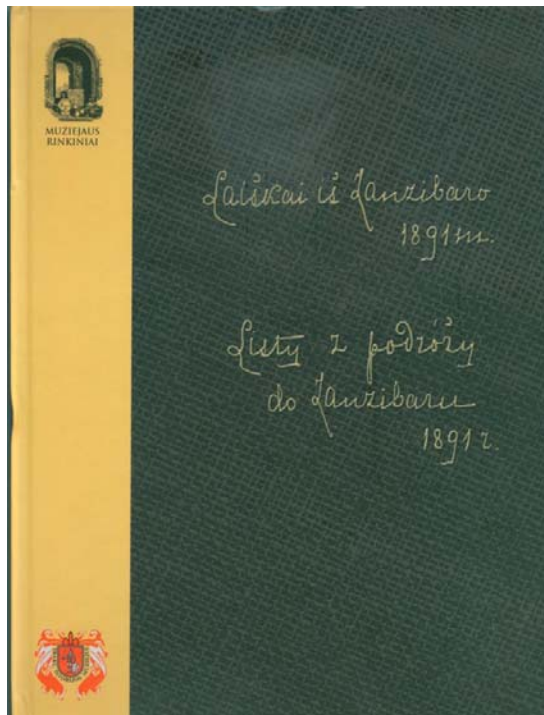 MUZIEJAUS
RINKINIAI
Laiškai iš Zanzibaro
1891 m.
Listy z podróży
do Zanzibaru
1891 r.